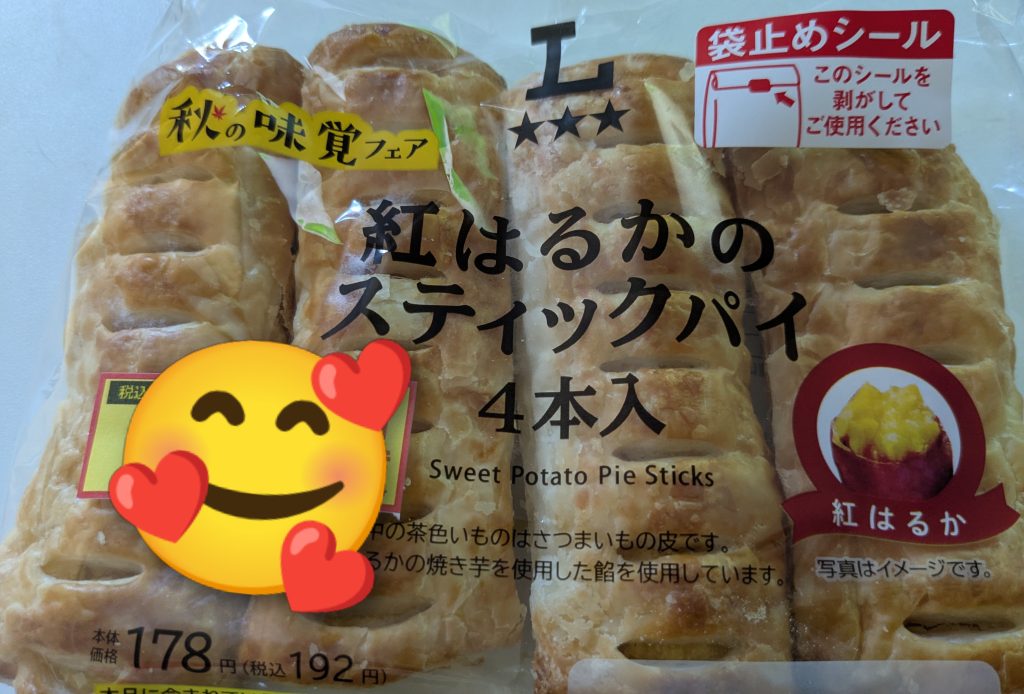 袋止めシール
このシールを
剥がして
ご使用ください
秋の味覚フェア
L
紅はるかの
スティックパイ
4本入
Sweet Potato Pie Sticks
税込
中の茶色いものはさつまいもの皮です。
るかの焼き芋を使用した餡を使用しています。
紅はるか
写真はイメージです。
本体価格 178円(税込192円)